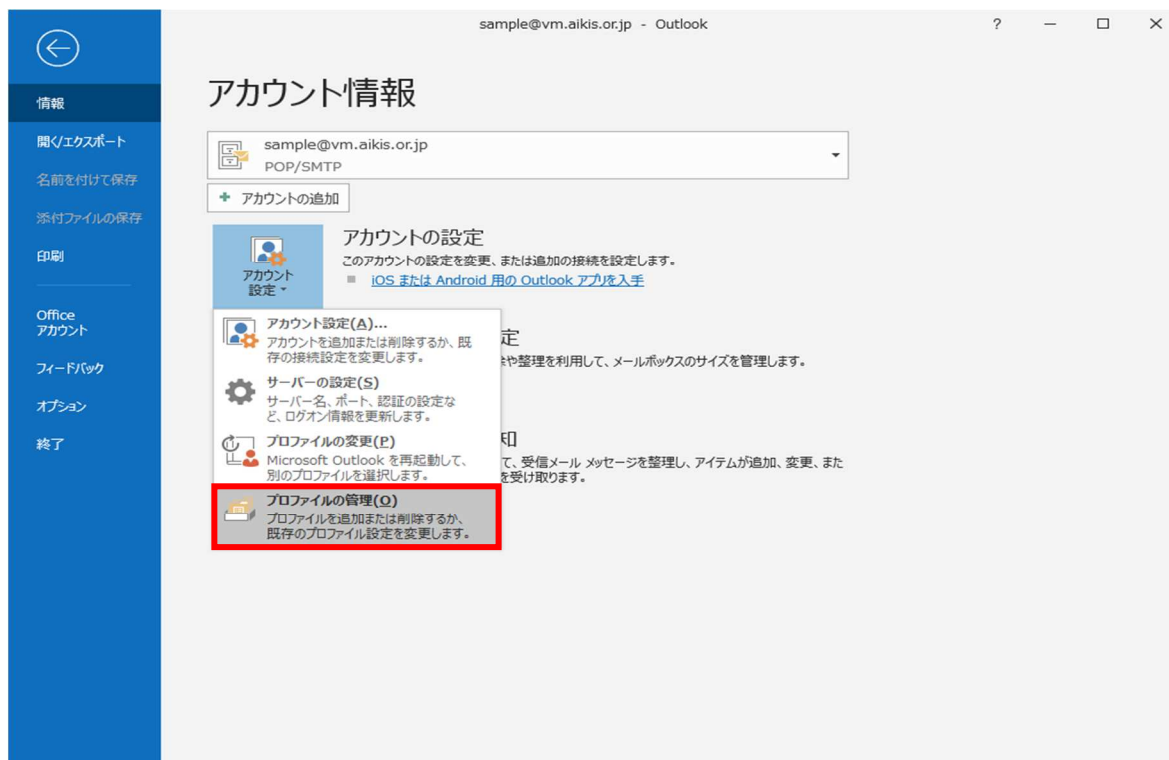 sample@vm.aikis.or.jp - Outlook
?
情報
開く/エクスポート
名前を付けて保存
添付ファイルの保存
印刷
Office
アカウント
フィードバック
オプション
終了
アカウント情報
sample@vm.aikis.or.jp
POP/SMTP
アカウントの追加
アカウント
設定
アカウントの設定
このアカウントの設定を変更、または追加の接続を設定します。
iOS または Android 用の Outlook アプリを入手
アカウント設定(A)...
アカウントを追加または削除するか、既
存の接続設定を変更します。
サーバーの設定(S)
サーバー名、ポート、認証の設定な
ど、ログオン情報を更新します。
プロファイルの変更(P)
Microsoft Outlook を再起動して、
別のプロファイルを選択します。
プロファイルの管理(O)
プロファイルを追加または削除するか、
既存のプロファイル設定を変更します。
定
や整理を利用して、メールボックスのサイズを管理します。
知
て、受信メール メッセージを整理し、アイテムが追加、変更、また
を受け取ります。